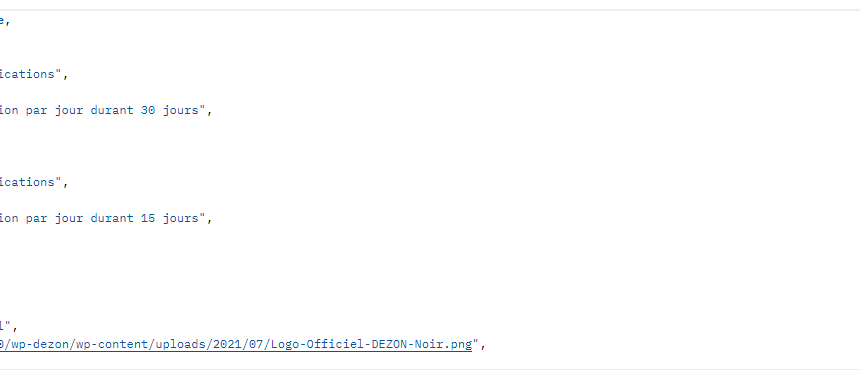 e,
ications",
ion par jour durant 30 jours",
ications",
ion par jour durant 15 jours",
l",
0/wp-dezon/wp-content/uploads/2021/07/Logo-Officiel-DEZON-Noir.png",